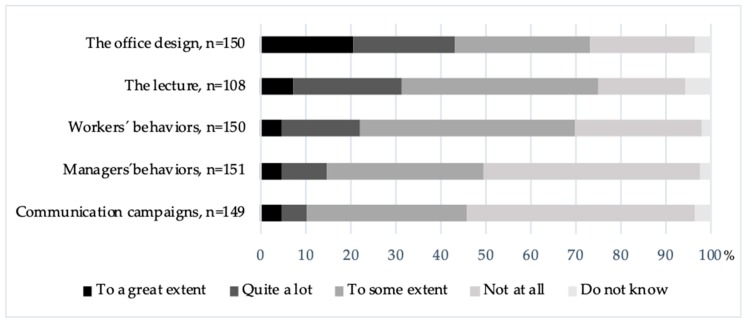 The office design, n=150
The lecture, n=108
Workers´ behaviors, n=150
Managers´behaviors, n=151
Communication campaigns, n=149
0 10 20 30 40 50 60 70 80 90 100 %
To a great extent Quite a lot To some extent Not at all Do not know